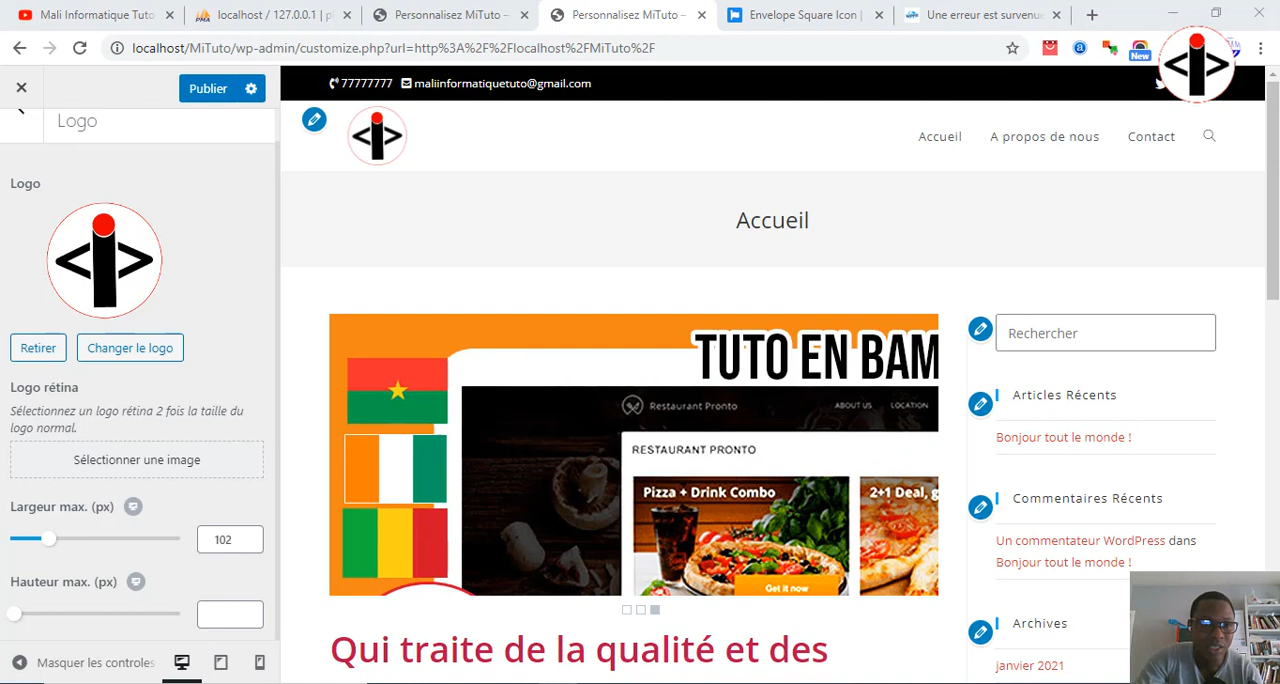 Mali Informatique Tuto
localhost / 127.0.0.1 | p
Personnalisez MiTuto –
Personnalisez MiTuto –
Envelope Square Icon |
Une erreur est survenue
localhost/MiTuto/wp-admin/customize.php?url=http%3A%2F%2Flocalhost%2FMiTuto%2F
New
Publier
77777777 maliinformatiquetuto@gmail.com
Logo
Accueil
A propos de nous
Contact
Logo
Accueil
Retirer
Changer le logo
Logo rétina
Sélectionnez un logo rétina 2 fois la taille du
logo normal.
Sélectionner une image
Largeur max. (px)
102
Hauteur max. (px)
Masquer les controles
TUTO EN BAM
Restaurant Pronto
ABOUT US
LOCATION
RESTAURANT PRONTO
Pizza + Drink Combo
2+1 Deal, g
Get it now
Qui traite de la qualité et des
Rechercher
Articles Récents
Bonjour tout le monde !
Commentaires Récents
Un commentateur WordPress dans
Bonjour tout le monde !
Archives
janvier 2021